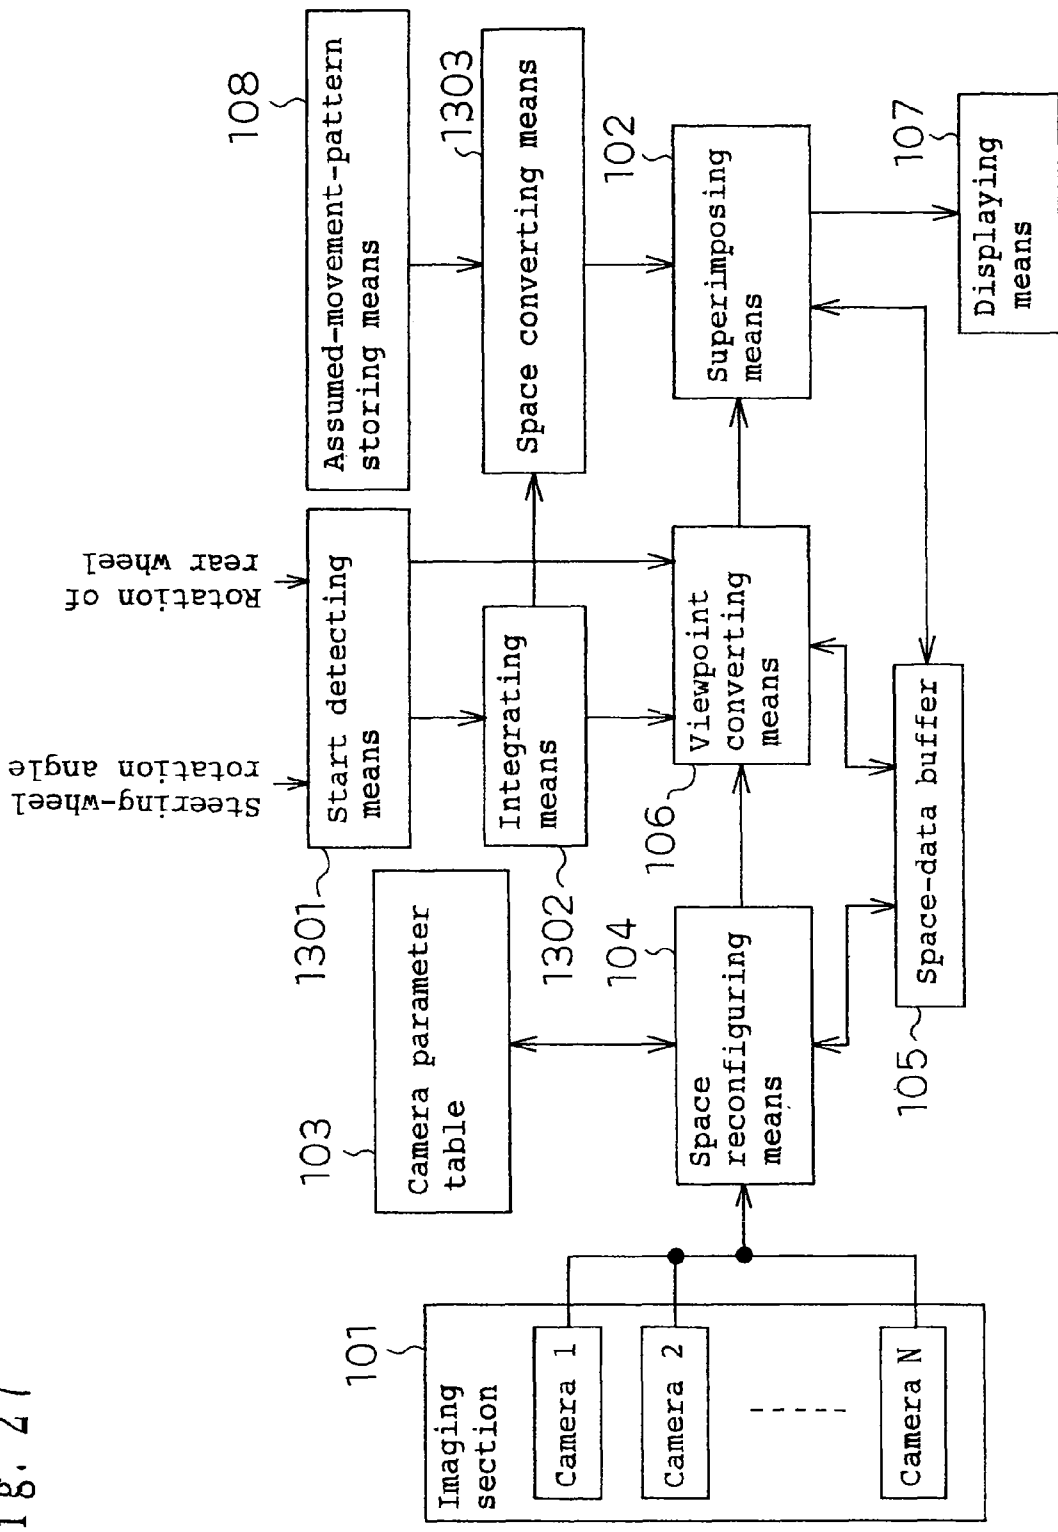 ig. 27
Steering-wheel
rotation angle
Rotation of
rear wheel
108
1301
Start detecting
means
Assumed-movement-pattern
storing means
103
Camera parameter
table
1302
Integrating
means
1303
Space converting means
101
Imaging
section
Camera 1
Camera 2
Camera N
104
Space
reconfiguring
means
106
Viewpoint
converting
means
102
Superimposing
means
105
Space-data buffer
107
Displaying
means